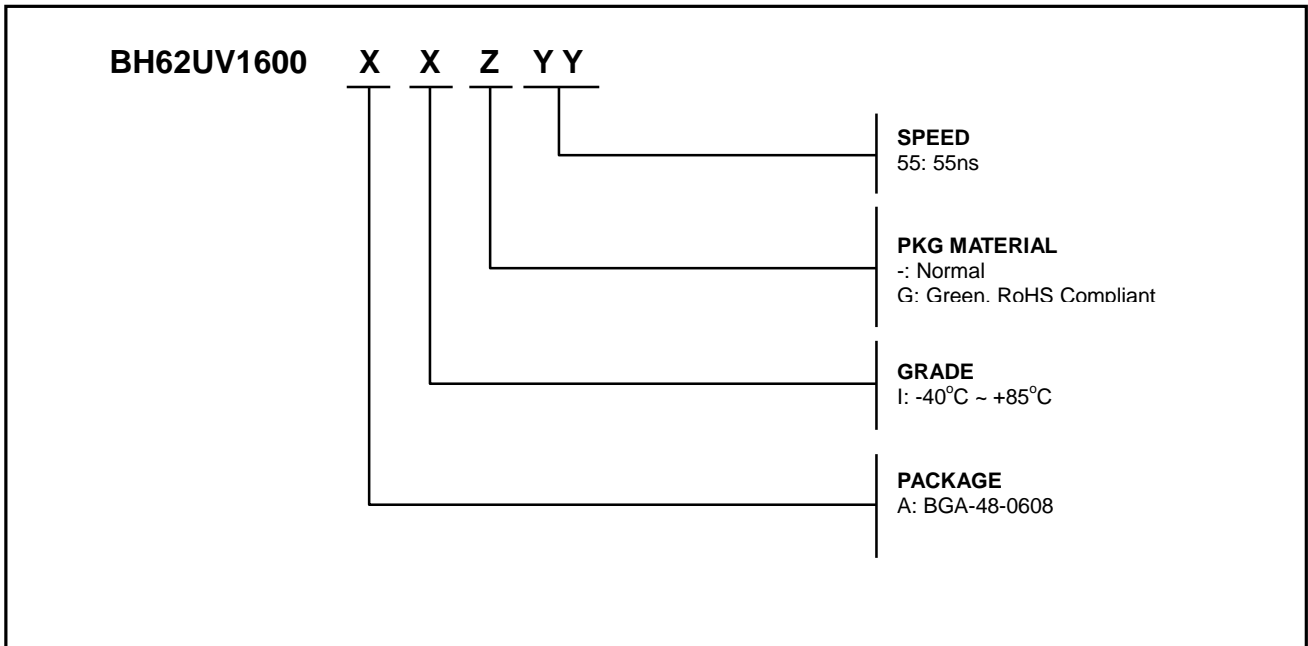 BH62UV1600 X X Z Y Y
SPEED
55: 55ns
PKG MATERIAL
-: Normal
G: Green, RoHS Compliant
GRADE
I: -40°C ~ +85°C
PACKAGE
A: BGA-48-0608